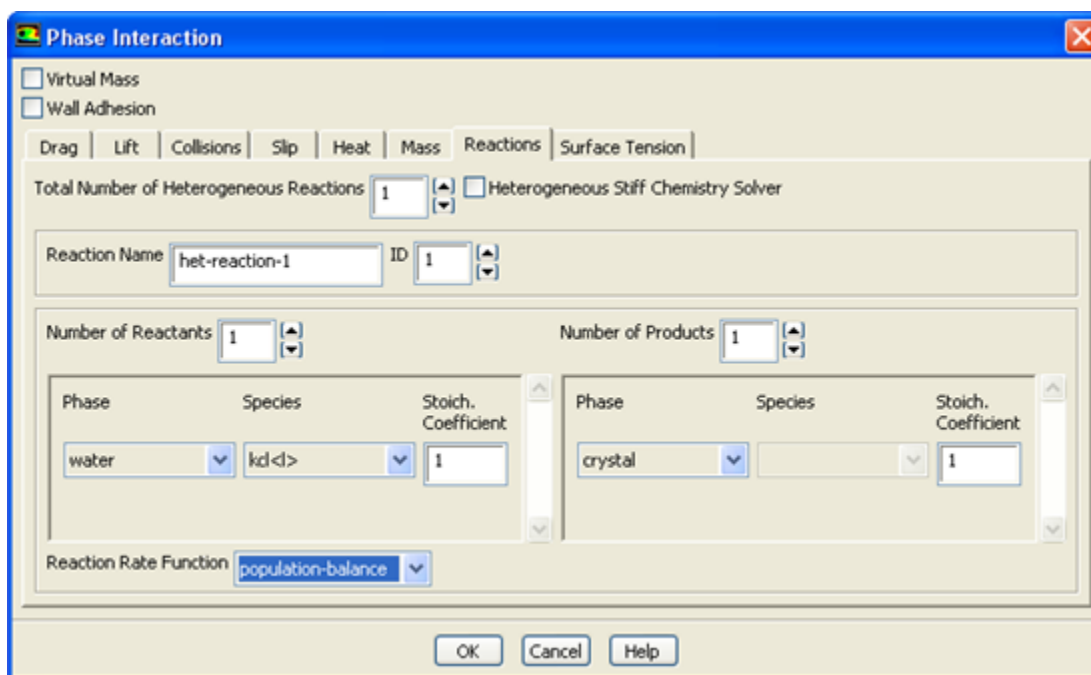 Phase Interaction
Virtual Mass
Wall Adhesion
Drag Lift Collisions Slip Heat Mass Reactions Surface Tension
Total Number of Heterogeneous Reactions 1 Heterogeneous Stiff Chemistry Solver
Reaction Name het-reaction-1 ID 1
Number of Reactants 1 Number of Products 1
Phase Species Stoich. Phase Species Stoich.
Coefficient Coefficient
water kcl<l> 1 crystal 1
Reaction Rate Function population-balance
OK Cancel Help